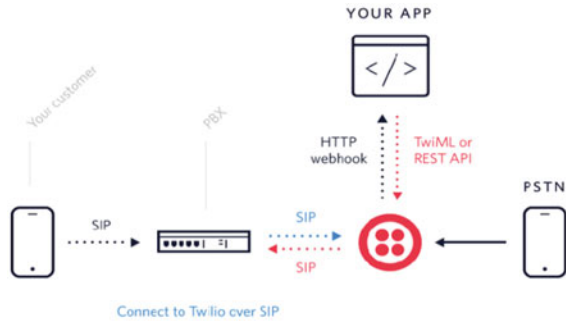 YOUR APP
</>
Your customer
PBX
HTTP
webhook
TwiML or
REST API
PSTN
SIP
SIP
SIP
Connect to Twilio over SIP